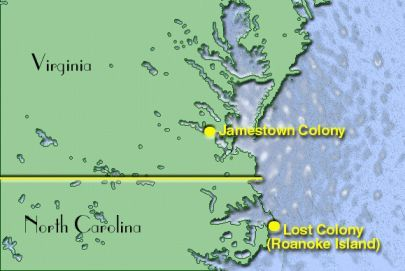 Virginia
Jamestown Colony
North Carolina
Lost Colony
(Roanoke Island)